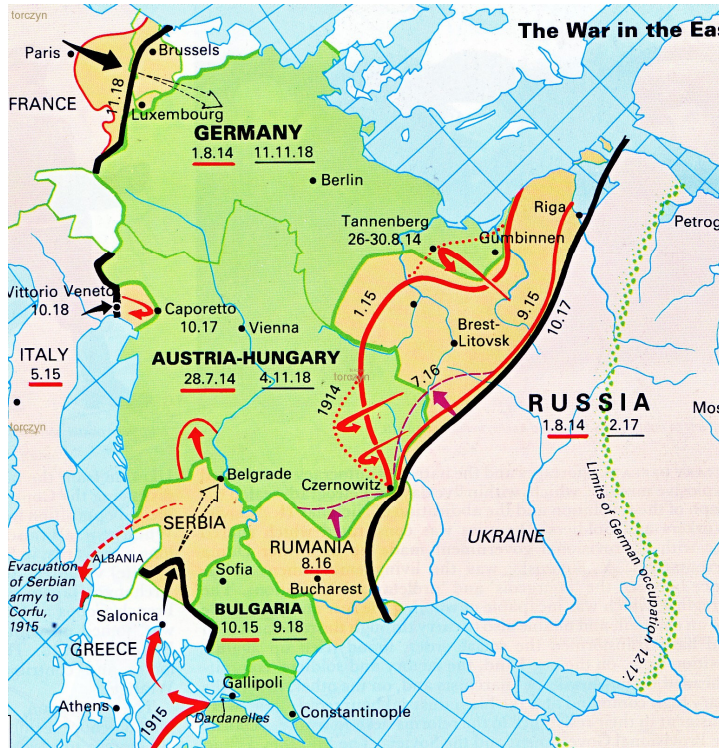 torczyn
The War in the Eas
Paris
Brussels
11.18
FRANCE
Luxembourg
GERMANY
1.8.14 11.11.18
Berlin
Riga
Tannenberg
26-30.8.14
Gumbinnen
Petrog
Vittorio Veneto
10.18
Caporetto
10.17
Vienna
1.15
9.15
10.17
Brest-
Litovsk
ITALY
5.15
AUSTRIA-HUNGARY
28.7.14 4.11.18
torczyn
1914
7.16
RUSSIA
1.8.14 2.17
Mos
torczyn
Belgrade
Czernowitz
Limits of German occupation 12.17.
SERBIA
UKRAINE
ALBANIA
RUMANIA
8.16
Evacuation
of Serbian
army to
Corfu,
1915
Sofia
Bucharest
BULGARIA
10.15 9.18
Salonica
GREECE
Gallipoli
Athens
1915
Dardanelles
Constantinople